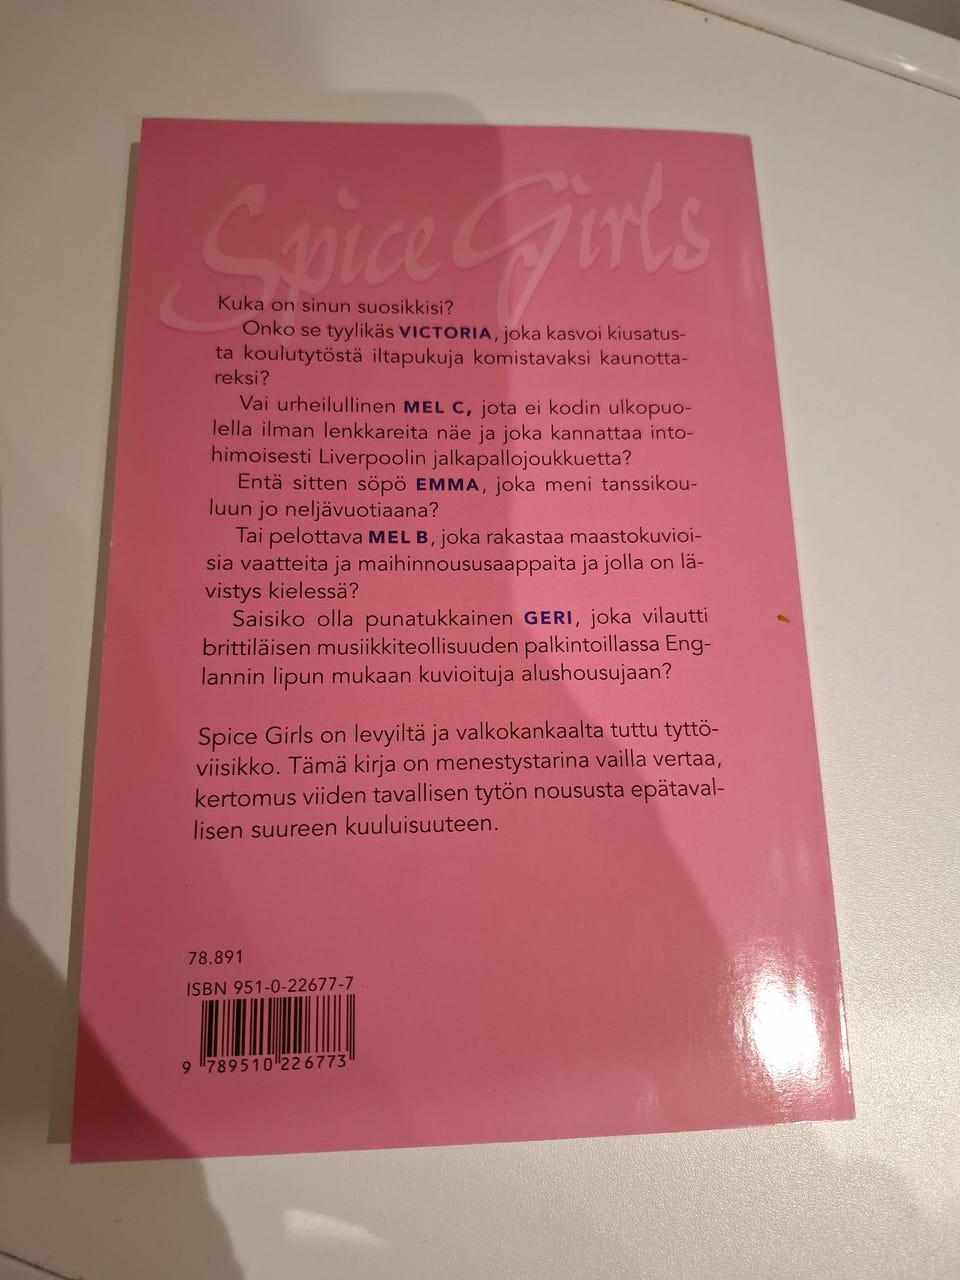 Spice Girls
Kuka on sinun suosikkisi?
Onko se tyylikäs VICTORIA, joka kasvoi kiusatus-
ta koulutytöstä iltapukuja komistavaksi kaunotta-
reksi?
Vai urheilullinen MEL C, jota ei kodin ulkopuo-
lella ilman lenkkareita näe ja joka kannattaa into-
himoisesti Liverpoolin jalkapallojoukkuetta?
Entä sitten söpö EMMA, joka meni tanssikou-
luun jo neljävuotiaana?
Tai pelottava MEL B, joka rakastaa maastokuvioi-
sia vaatteita ja maihinnoususaappaita ja jolla on lä-
vistys kielessä?
Saisiko olla punatukkainen GERI, joka vilautti
brittiläisen musiikkiteollisuuden palkintoillassa Eng-
lannin lipun mukaan kuvioituja alushousujaan?
Spice Girls on levyiltä ja valkokankaalta tuttu tyttö-
viisikko. Tämä kirja on menestystarina vailla vertaa,
kertomus viiden tavallisen tytön noususta epätaval-
lisen suureen kuuluisuuteen.
78.891
ISBN 951-0-22677-7
9 789510 226773